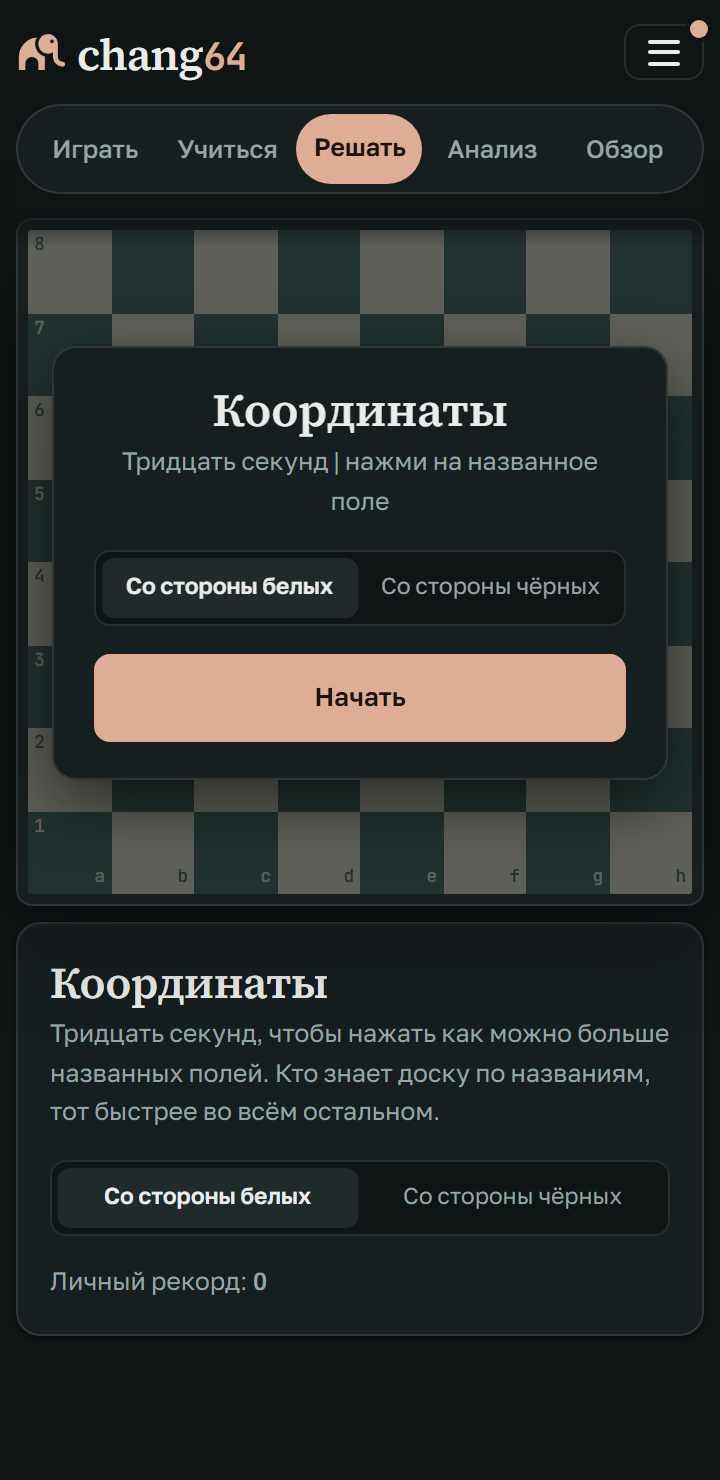 chang64
Играть Учиться Решать Анализ Обзор
8
7
6
5
4
3
2
1
a b c d e f g h
Координаты
Тридцать секунд | нажми на названное
поле
Со стороны белых Со стороны чёрных
Начать
Координаты
Тридцать секунд, чтобы нажать как можно больше
названных полей. Кто знает доску по названиям,
тот быстрее во всём остальном.
Со стороны белых Со стороны чёрных
Личный рекорд: 0